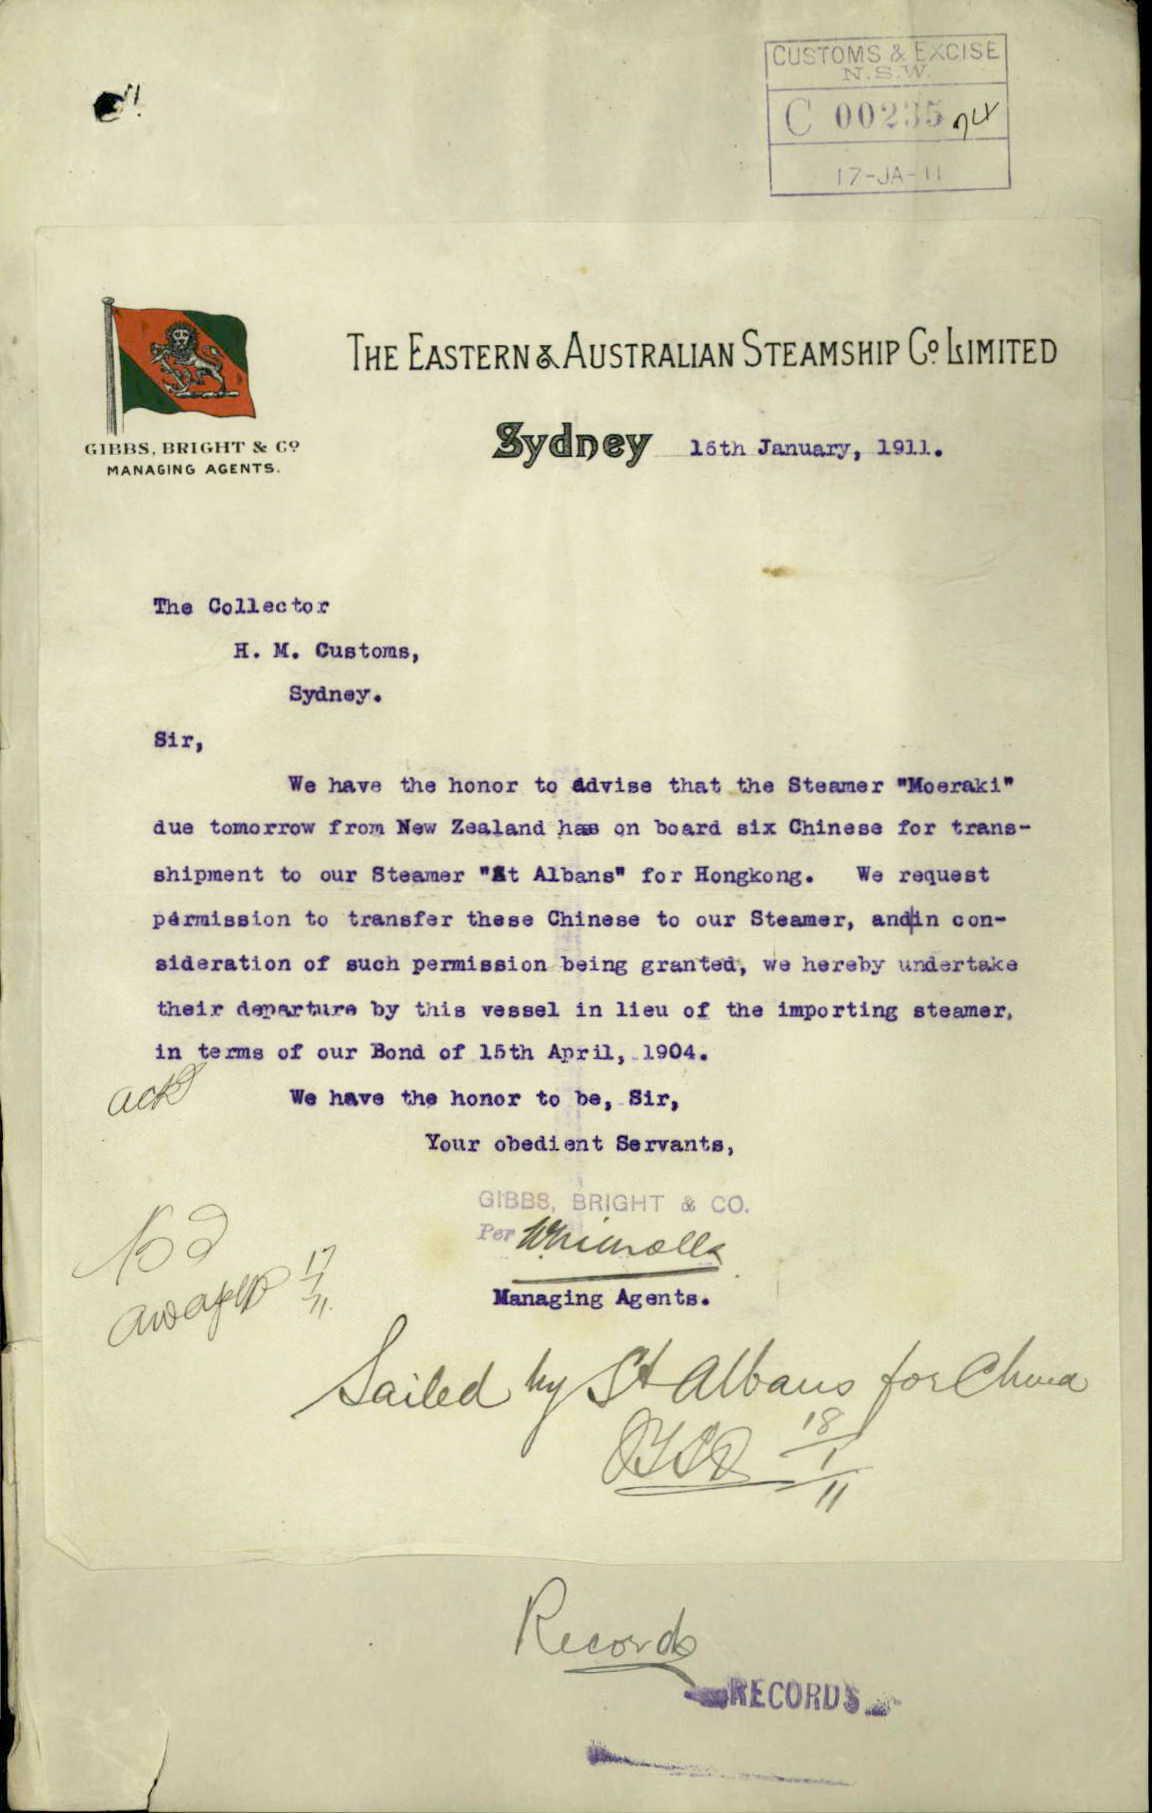 CUSTOMS & EXCISE
N.S.W.
C 00235
17-JA-11
THE EASTERN & AUSTRALIAN STEAMSHIP Co. LIMITED
GIBBS, BRIGHT & Co.
MANAGING AGENTS.
Sydney 16th January, 1911.
The Collector
H. M. Customs,
Sydney.
Sir,
We have the honor to advise that the Steamer "Moeraki"
due tomorrow from New Zealand has on board six Chinese for trans-
shipment to our Steamer "St Albans" for Hongkong. We request
permission to transfer these Chinese to our Steamer, and|in con-
sideration of such permission being granted, we hereby undertake
their departure by this vessel in lieu of the importing steamer,
in terms of our Bond of 15th April, 1904.
ackd
We have the honor to be, Sir,
Your obedient Servants,
GIBBS, BRIGHT & CO.
Per
Managing Agents.
17/1/11.
Sailed by St Albans for China
18/1/11
Records
RECORDS